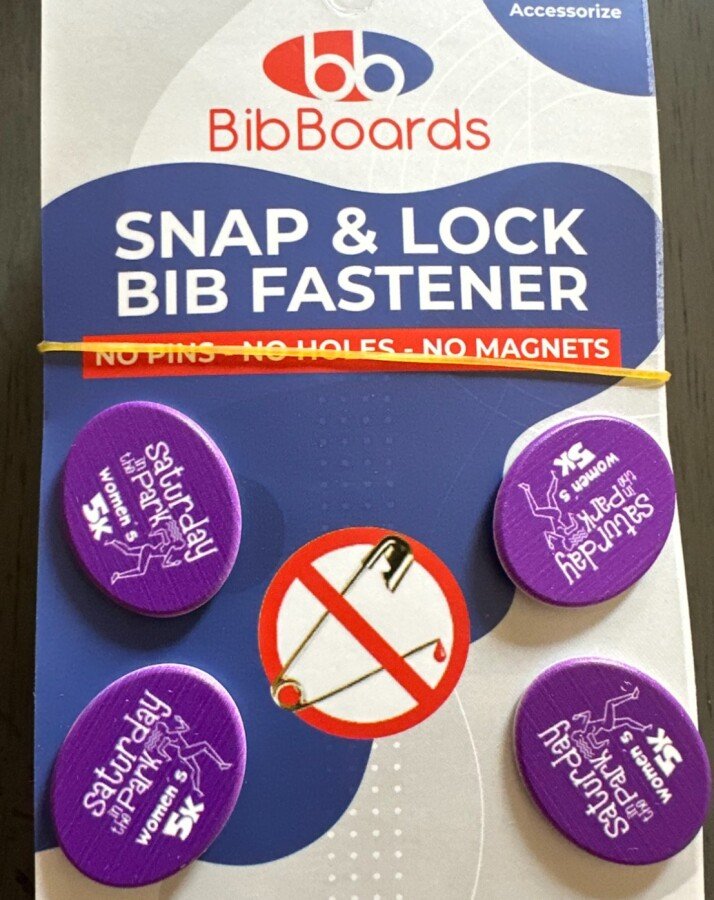 Accessorize
bb
BibBoards
SNAP & LOCK
BIB FASTENER
NO PINS - NO HOLES - NO MAGNETS
Saturday
in the Park
women's
5K
Saturday
in the Park
women's
5K
Saturday
in the Park
women's
5K
Saturday
in the Park
women's
5K